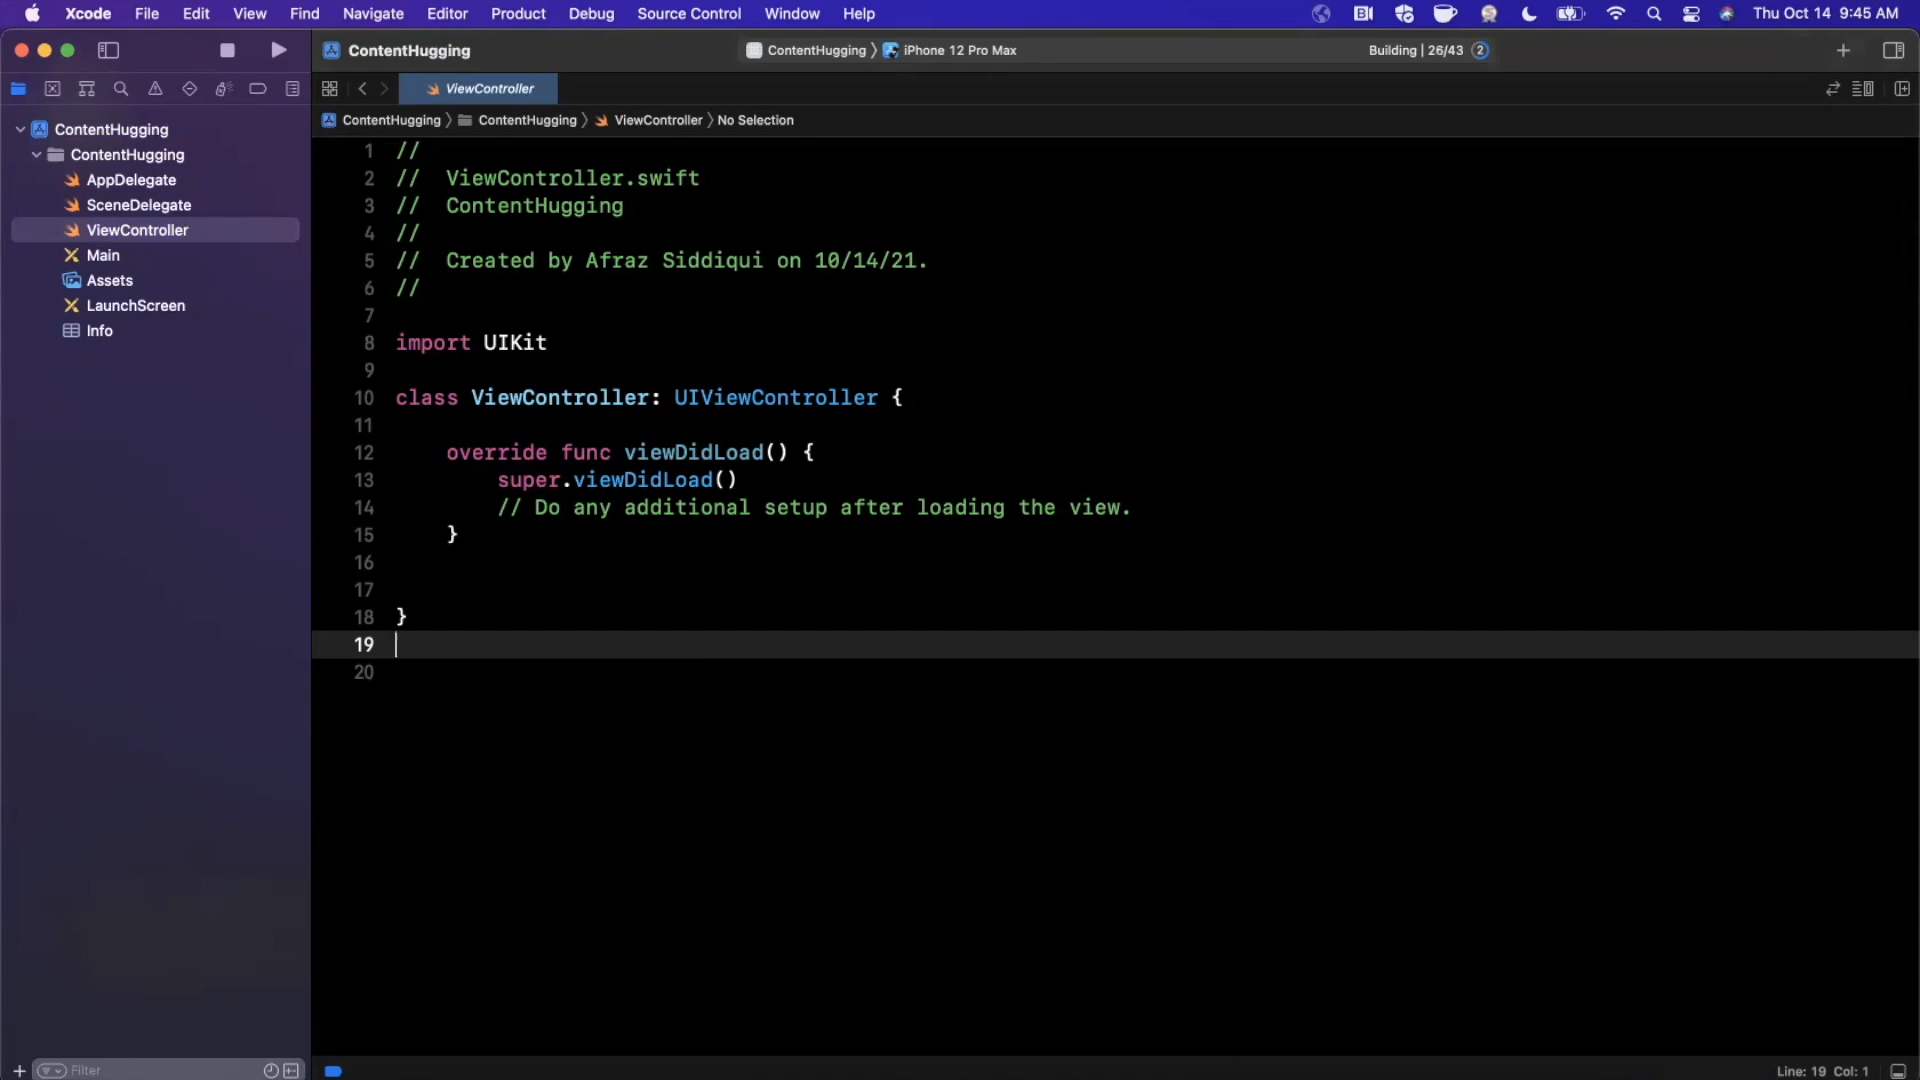 Xcode File Edit View Find Navigate Editor Product Debug Source Control Window Help Thu Oct 14 9:45 AM
ContentHugging ContentHugging iPhone 12 Pro Max Building | 26/43 2
ViewController
ContentHugging ContentHugging ViewController No Selection
ContentHugging
ContentHugging
AppDelegate
SceneDelegate
ViewController
Main
Assets
LaunchScreen
Info
1 //
2 // ViewController.swift
3 // ContentHugging
4 //
5 // Created by Afraz Siddiqui on 10/14/21.
6 //
7
8 import UIKit
9
10 class ViewController: UIViewController {
11
12 override func viewDidLoad() {
13 super.viewDidLoad()
14 // Do any additional setup after loading the view.
15 }
16
17
18 }
19
20
Filter
Line: 19 Col: 1